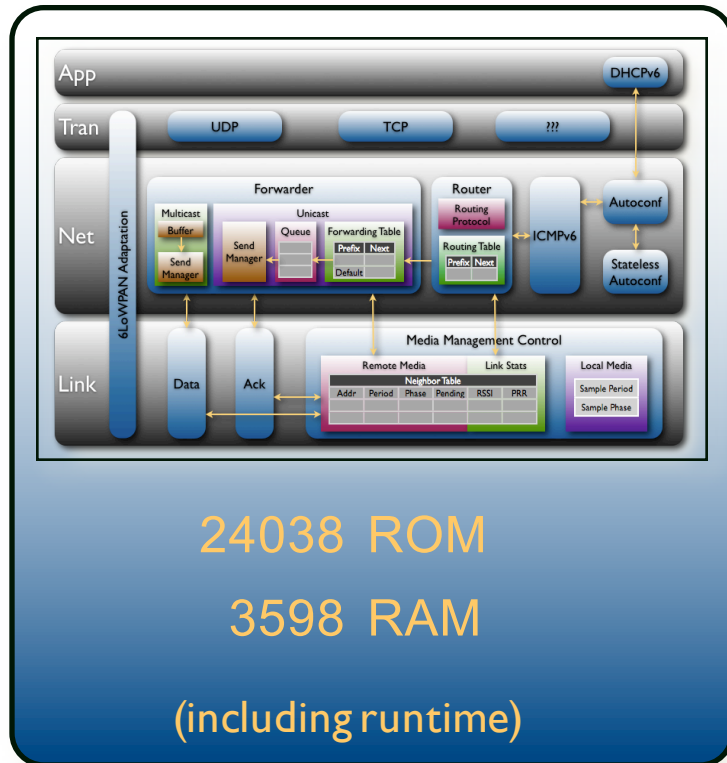 App
DHCPv6
Tran
UDP
TCP
???
Net
6LoWPAN Adaptation
Forwarder
Multicast
Buffer
Send
Manager
Unicast
Send
Manager
Queue
Forwarding Table
Prefix Next
Default
Router
Routing
Protocol
Routing Table
Prefix Next
ICMPv6
Autoconf
Stateless
Autoconf
Link
Data
Ack
Media Management Control
Remote Media
Link Stats
Neighbor Table
Addr Period Phase Pending RSSI PRR
Local Media
Sample Period
Sample Phase
24038 ROM
3598 RAM
(including runtime)